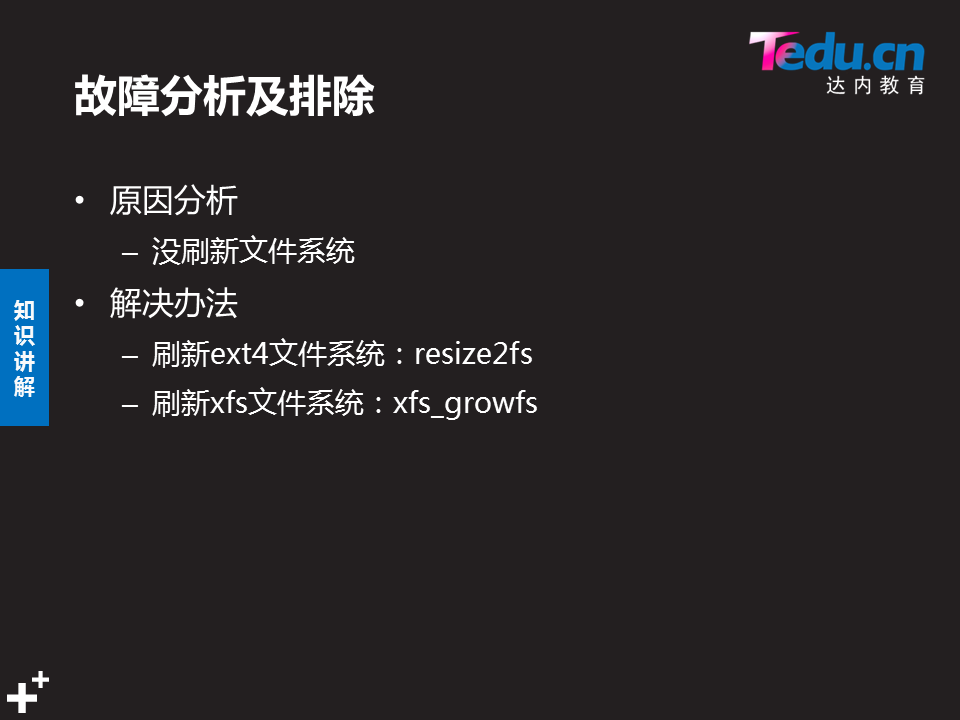 Tedu.cn
达内教育
故障分析及排除
• 原因分析
– 没刷新文件系统
• 解决办法
– 刷新ext4文件系统：resize2fs
– 刷新xfs文件系统：xfs_growfs
知
识
讲
解